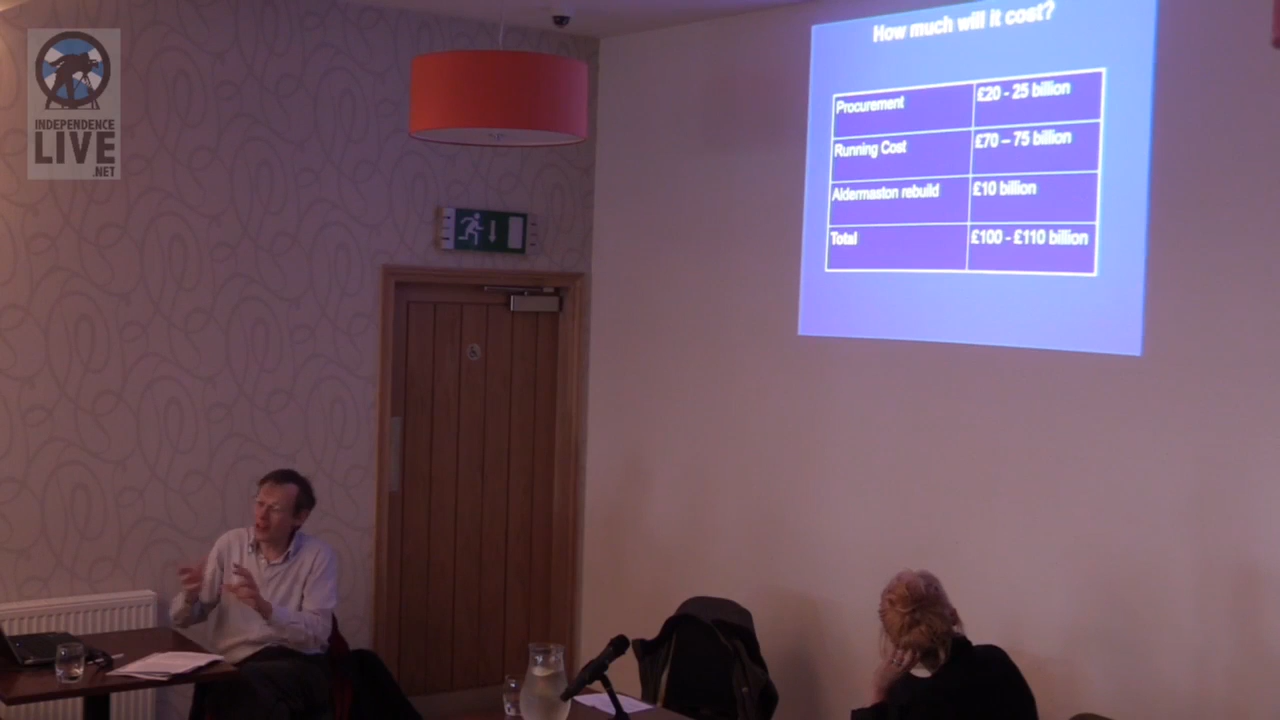 INDEPENDENCE
LIVE
.NET
How much will it cost?
Procurement £20 - 25 billion
Running Cost £70 – 75 billion
Aldermaston rebuild £10 billion
Total £100 - £110 billion